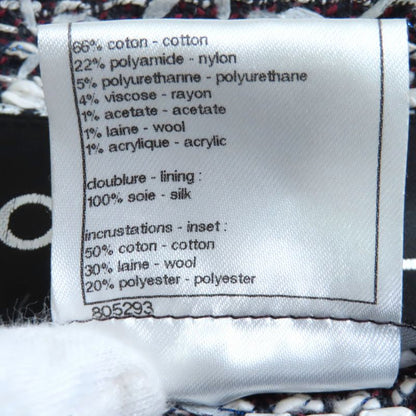 66% coton - cotton
22% polyamide - nylon
5% polyurethanne - polyurethane
4% viscose - rayon
1% acetate - acetate
1% laine - wool
1% acrylique - acrylic
doublure - lining :
100% soie - silk
incrustations - inset :
50% coton - cotton
30% laine - wool
20% polyester - polyester
805293